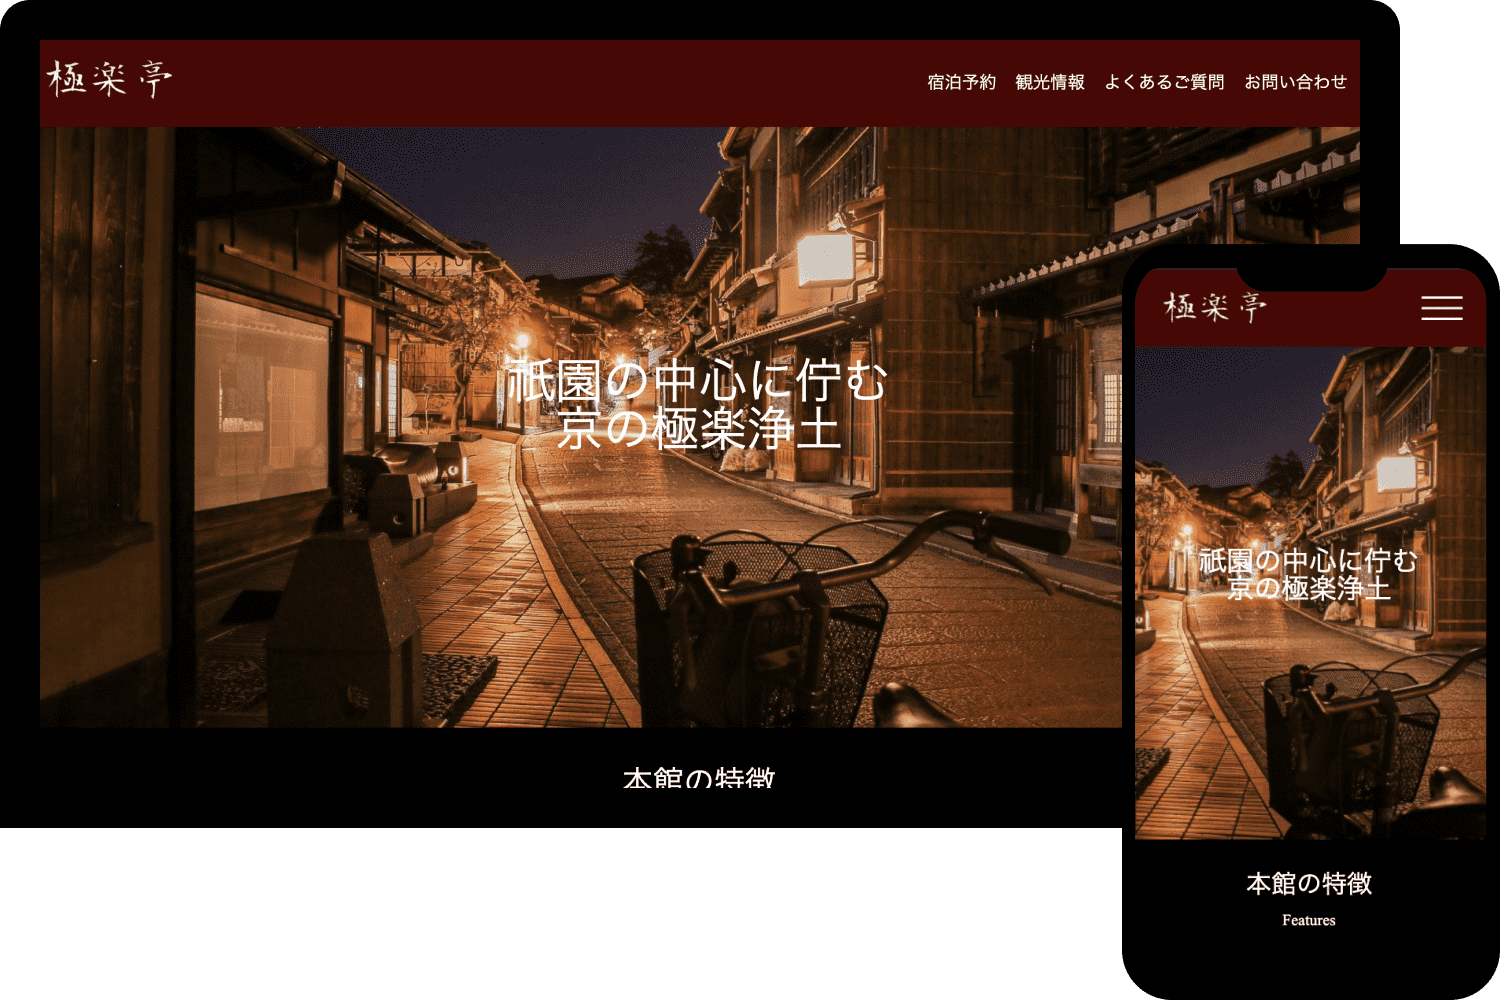 極楽亭
宿泊予約 観光情報 よくあるご質問 お問い合わせ
祇園の中心に佇む
京の極楽浄土
本館の特徴
極楽亭
祇園の中心に佇む
京の極楽浄土
本館の特徴
Features